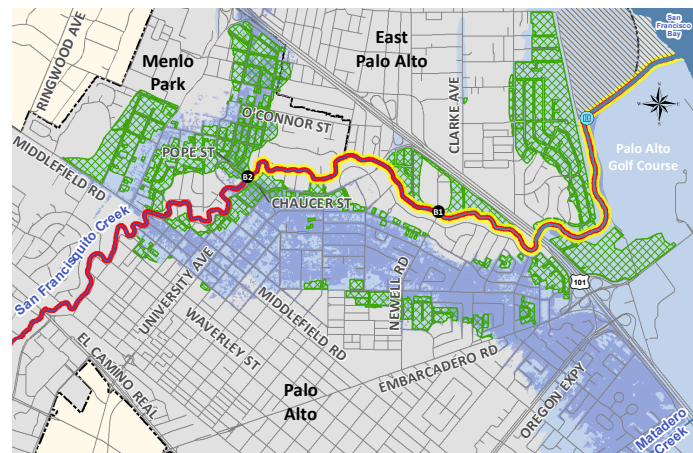 RINGWOOD AVE
Menlo
Park
East
Palo Alto
San
Francisco
Bay
N
W
E
S
CLARKE AVE
O'CONNOR ST
Palo Alto
Golf Course
MIDDLEFIELD RD
POPE ST
B2
CHAUCER ST
B1
San Francisquito Creek
UNIVERSITY AVE
NEWELL RD
101
MIDDLEFIELD RD
WAVERLEY ST
EL CAMINO REAL
EMBARCADERO RD
OREGON EXPY
Palo
Alto
Matadero
Creek